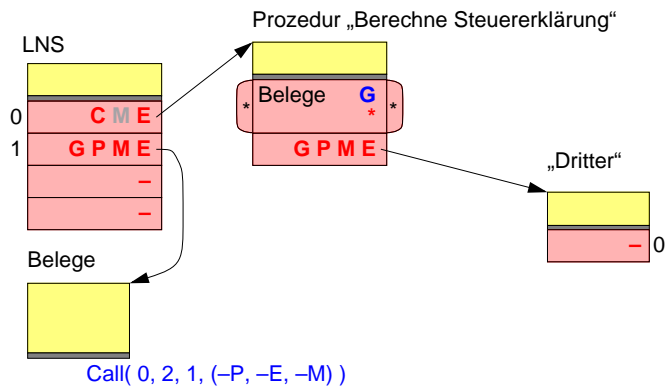 Prozedur „Berechne Steuererklärung“
LNS
0 C M E
* Belege G *
*
1 G P M E
G P M E
–
„Dritter“
–
– 0
Belege
Call( 0, 2, 1, (–P, –E, –M) )